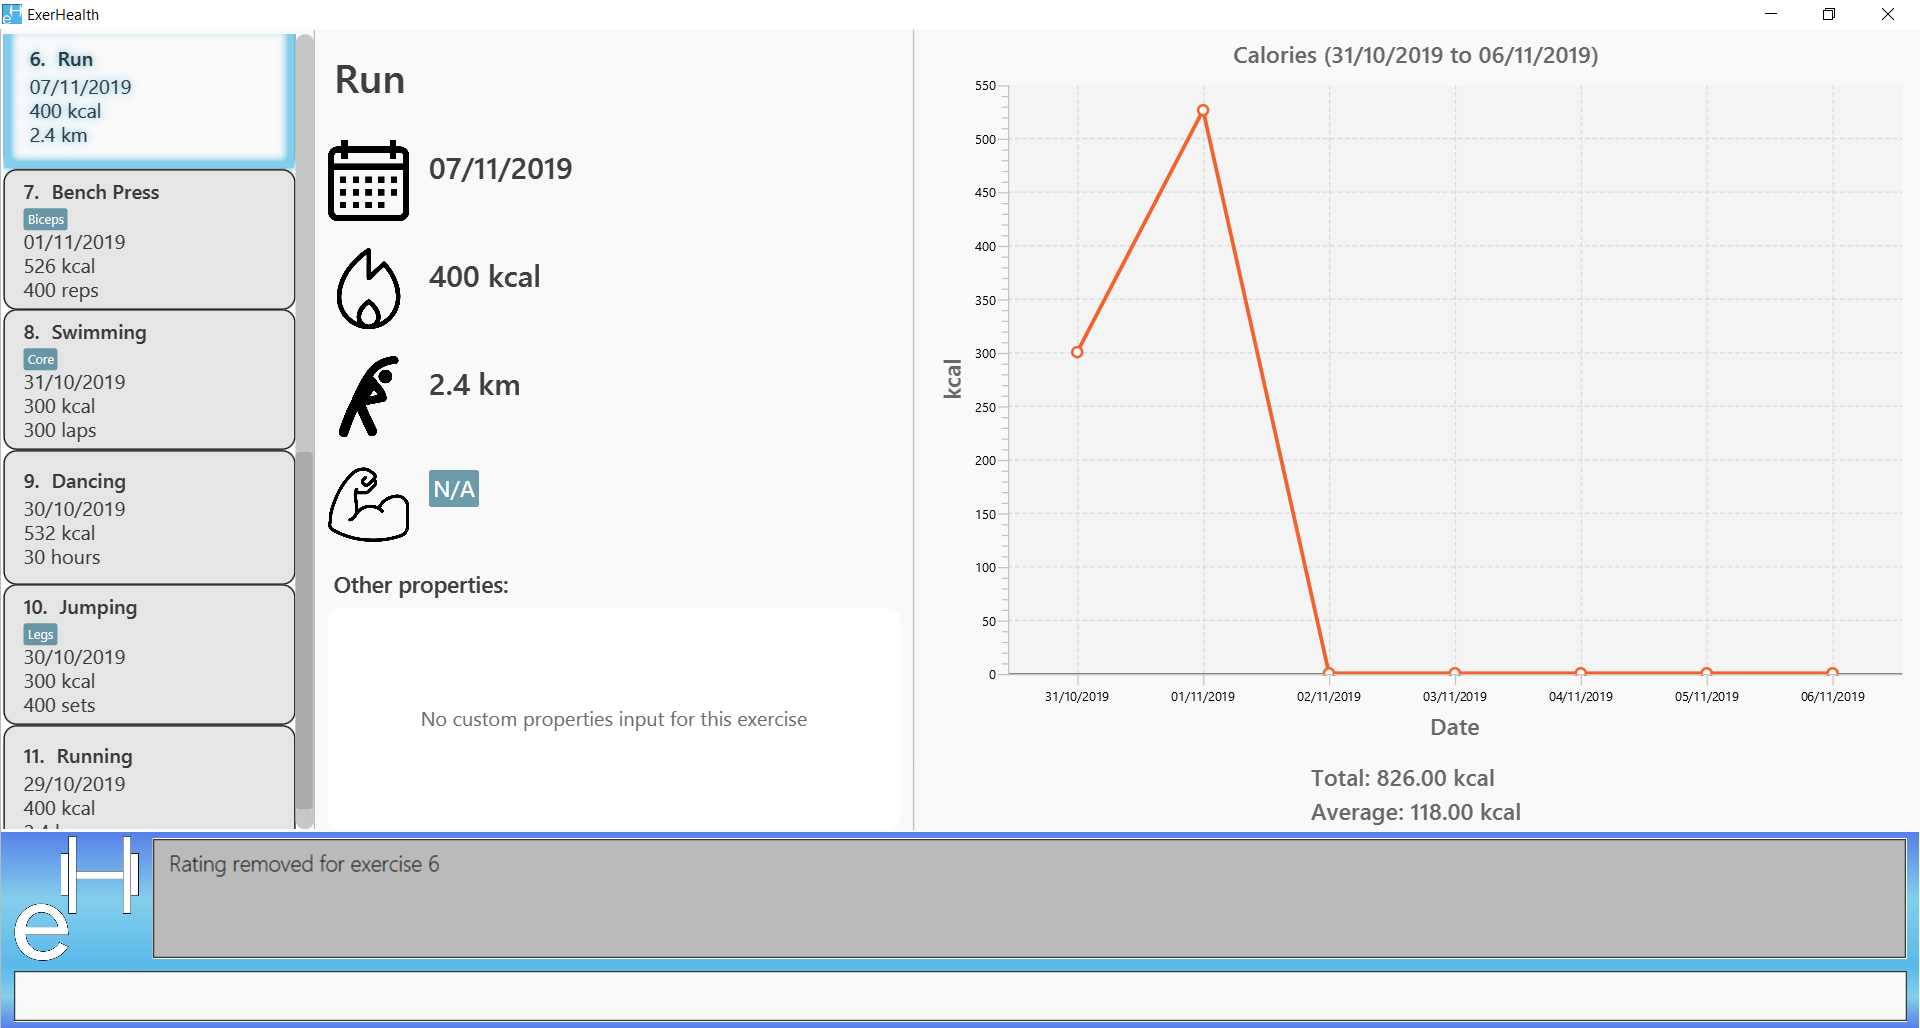 ExerHealth
6. Run
07/11/2019
400 kcal
2.4 km
7. Bench Press
Biceps
01/11/2019
526 kcal
400 reps
8. Swimming
Core
31/10/2019
300 kcal
300 laps
9. Dancing
30/10/2019
532 kcal
30 hours
10. Jumping
Legs
30/10/2019
300 kcal
400 sets
11. Running
29/10/2019
400 kcal
Run
07/11/2019
400 kcal
2.4 km
N/A
Other properties:
No custom properties input for this exercise
Calories (31/10/2019 to 06/11/2019)
kcal
550
500
450
400
350
300
250
200
150
100
50
0
31/10/2019 01/11/2019 02/11/2019 03/11/2019 04/11/2019 05/11/2019 06/11/2019
Date
Total: 826.00 kcal
Average: 118.00 kcal
eH
Rating removed for exercise 6